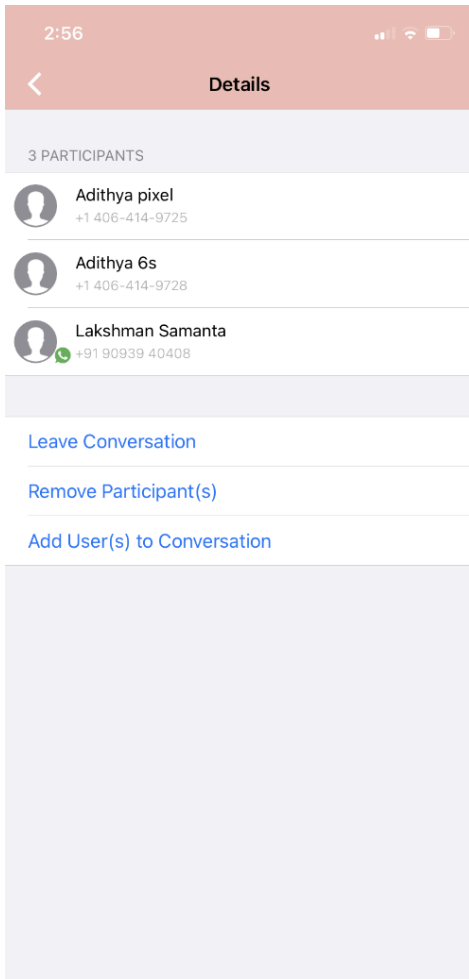 2:56
Details
3 PARTICIPANTS
Adithya pixel
+1 406-414-9725
Adithya 6s
+1 406-414-9728
Lakshman Samanta
+91 90939 40408
Leave Conversation
Remove Participant(s)
Add User(s) to Conversation